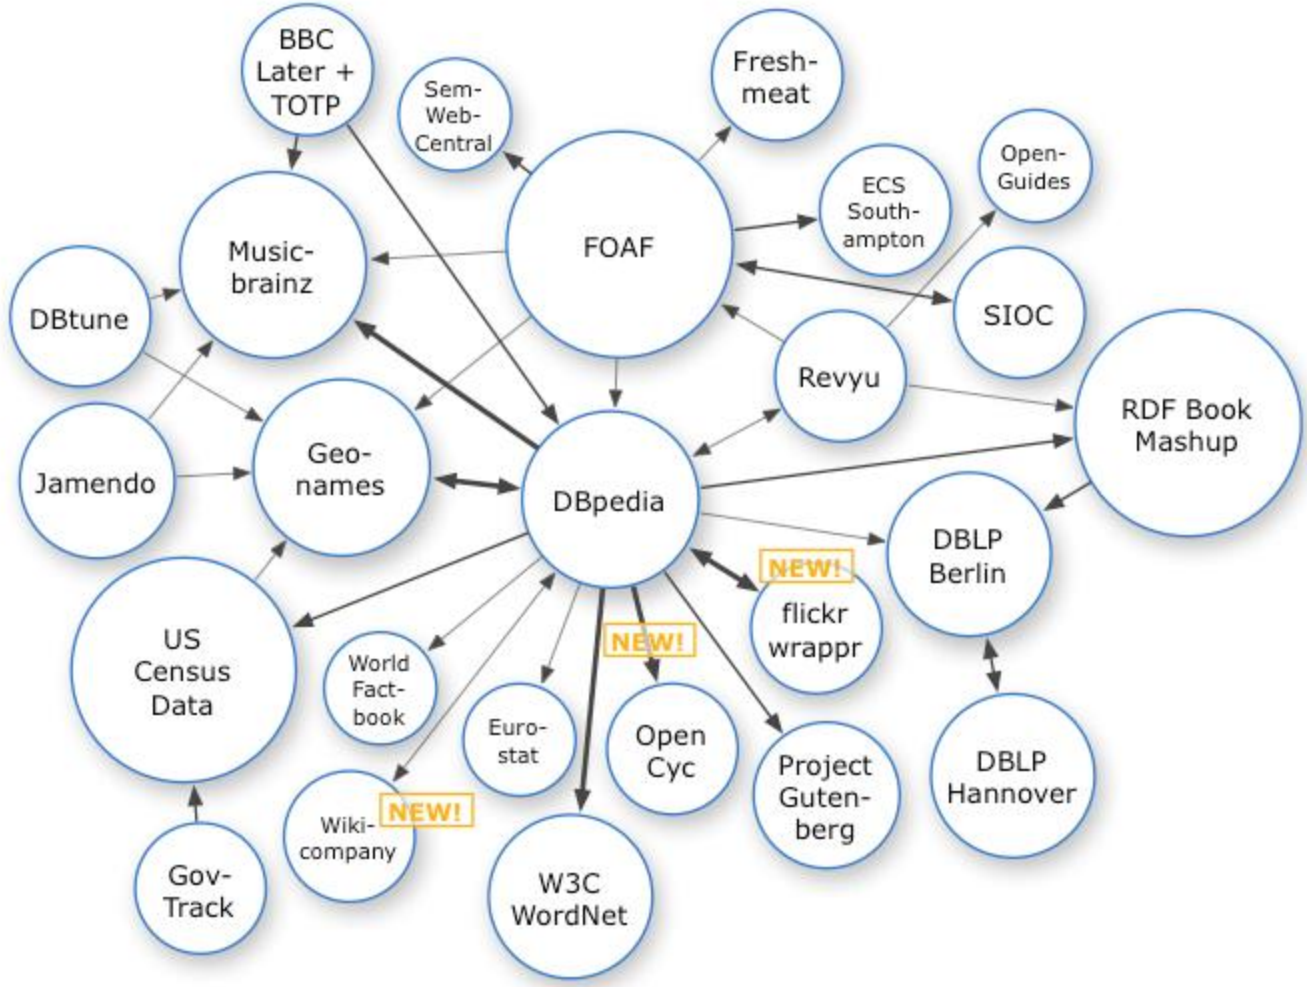 BBC
Later +
TOTP
Sem-
Web-
Central
Fresh-
meat
Open-
Guides
ECS
South-
ampton
FOAF
Music-
brainz
DBtune
SIOC
Revyu
RDF Book
Mashup
Jamendo
Geo-
names
DBpedia
DBLP
Berlin
NEW!
flickr
wrappr
US
Census
Data
World
Fact-
book
NEW!
Euro-
stat
Open
Cyc
Project
Guten-
berg
DBLP
Hannover
NEW!
Wiki-
company
Gov-
Track
W3C
WordNet